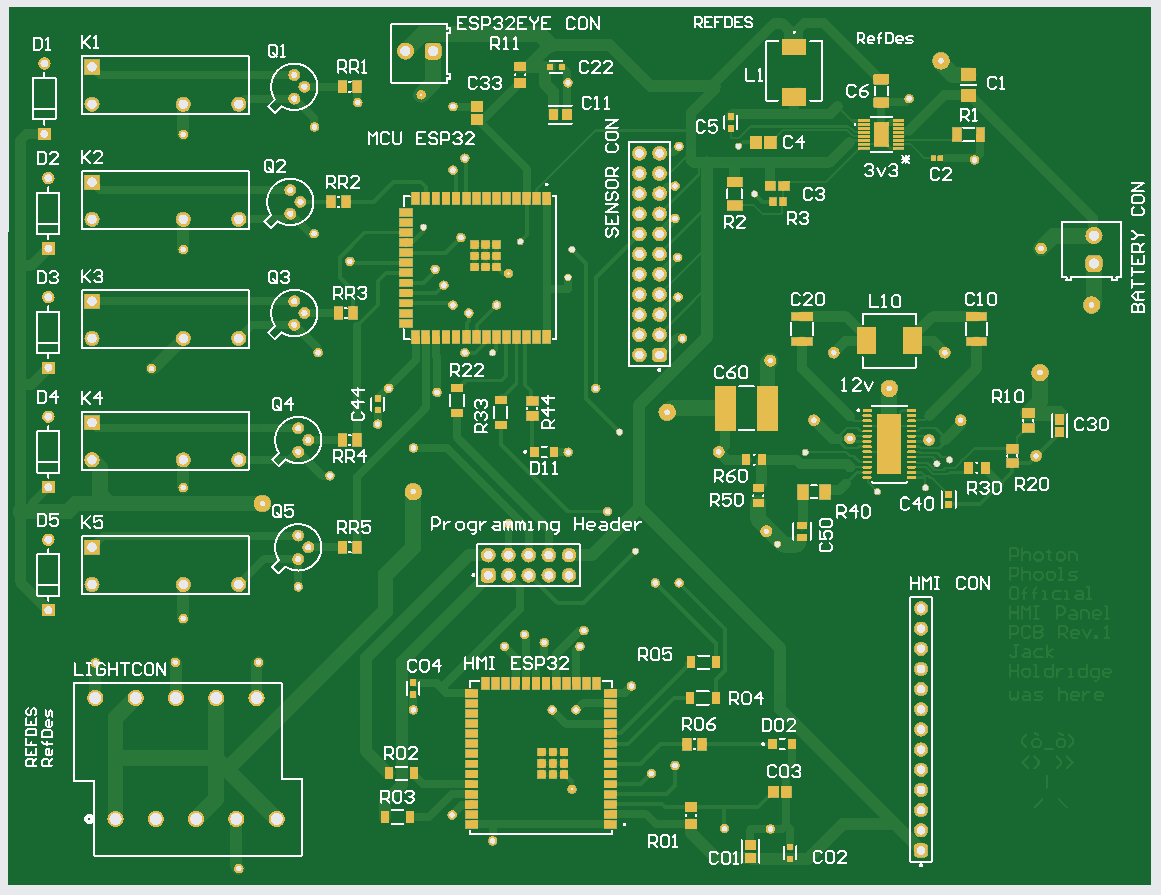 ESP32EYE CON
REFDES
D1
K1
Q1
R11
RefDes
RR1
C33
C22
L1
C6
C1
C11
C5
R1
MCU ESP32
C4
SENSOR CON
D2
K2
Q2
3v3
*
C2
RR2
R2
C3
R3
BATTERY CON
D3
K3
Q3
RR3
C20
L10
C10
R22
C60
12v
D4
K4
Q4
C44
R33
R44
R10
C30
RR4
D11
R60
R30
R20
R50
R40
C40
D5
K5
Q5
RR5
Programming Header
C50
Photon
Phools
Official
HMI Panel
PCB Rev.1
Jack
Holdridge
was here
HMI CON
LIGHTCON
CO4
HMI ESP32
RO5
RO4
REFDES
RefDes
RO6
DO2
RO2
CO3
RO3
RO1
CO1
CO2
(ò_ò)
<) )>
|
/ \